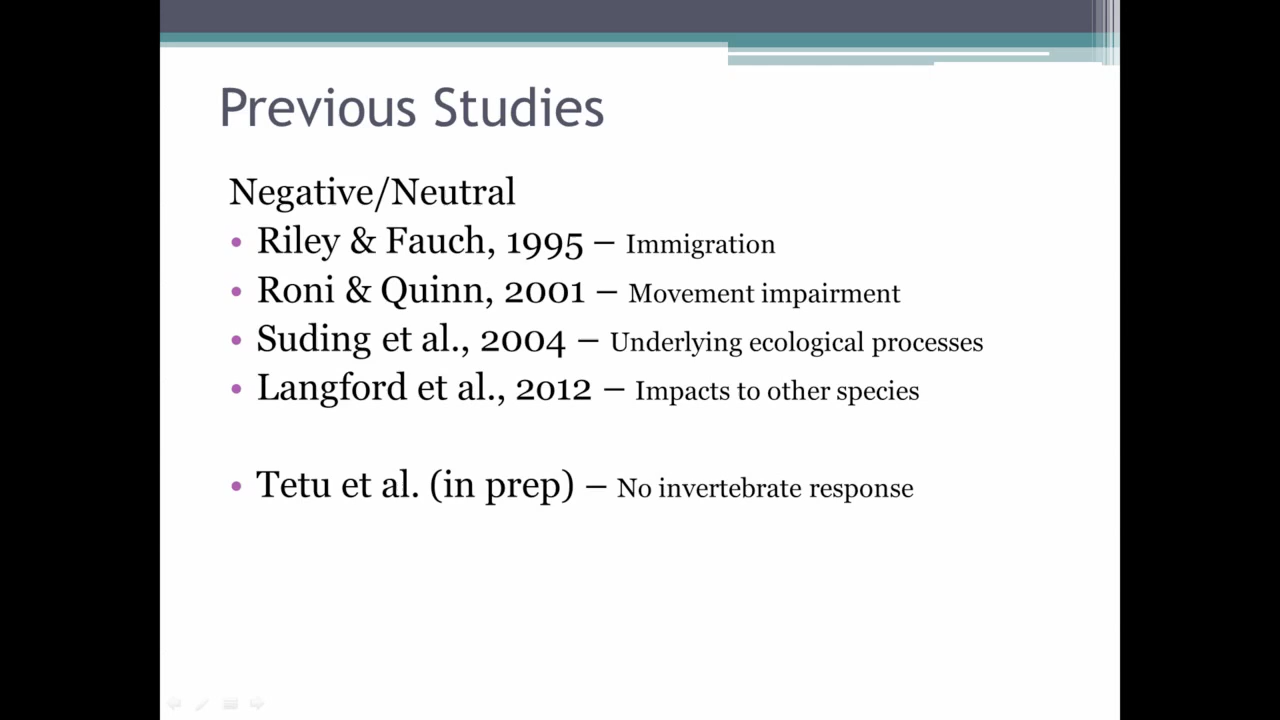 Previous Studies
Negative/Neutral
• Riley & Fauch, 1995 – Immigration
• Roni & Quinn, 2001 – Movement impairment
• Suding et al., 2004 – Underlying ecological processes
• Langford et al., 2012 – Impacts to other species
• Tetu et al. (in prep) – No invertebrate response